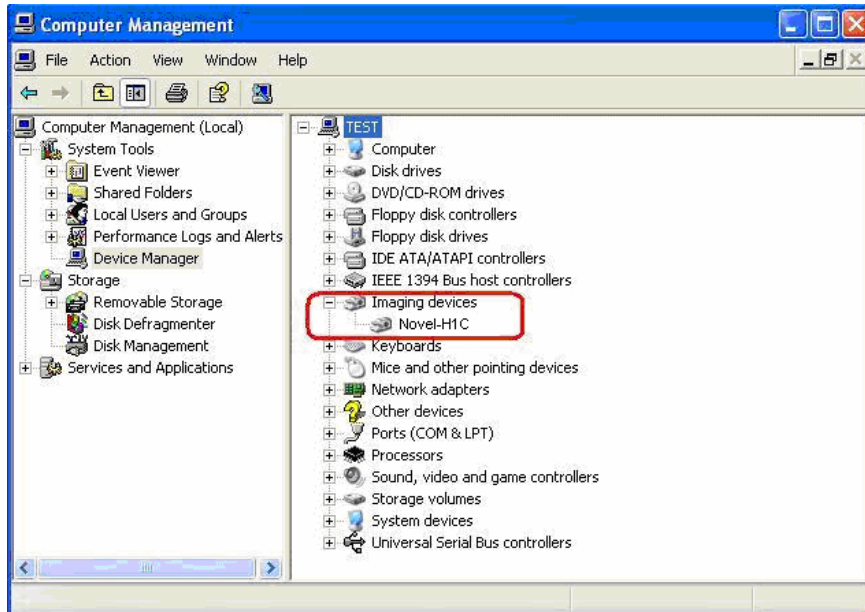 Computer Management
File Action View Window Help
Computer Management (Local)
System Tools
Event Viewer
Shared Folders
Local Users and Groups
Performance Logs and Alerts
Device Manager
Storage
Removable Storage
Disk Defragmenter
Disk Management
Services and Applications
TEST
Computer
Disk drives
DVD/CD-ROM drives
Floppy disk controllers
Floppy disk drives
IDE ATA/ATAPI controllers
IEEE 1394 Bus host controllers
Imaging devices
Novel-H1C
Keyboards
Mice and other pointing devices
Network adapters
Other devices
Ports (COM & LPT)
Processors
Sound, video and game controllers
Storage volumes
System devices
Universal Serial Bus controllers